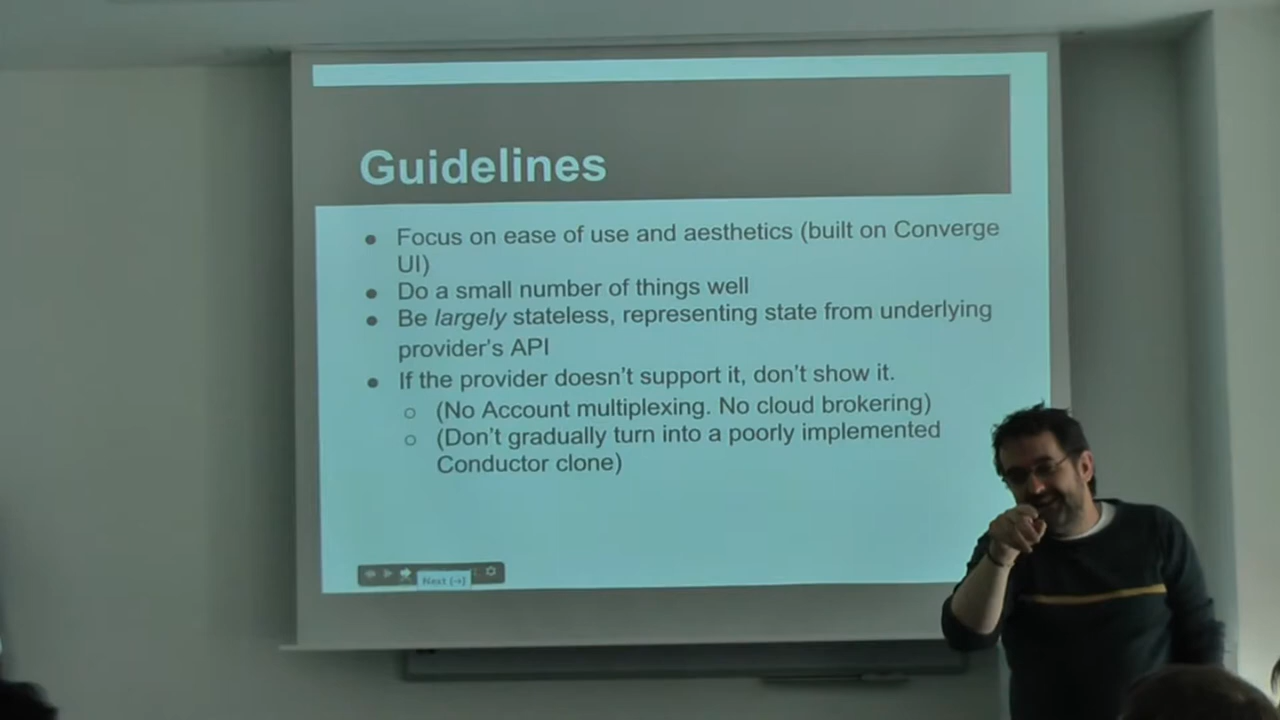 Guidelines
● Focus on ease of use and aesthetics (built on Converge
UI)
● Do a small number of things well
● Be largely stateless, representing state from underlying
provider's API
● If the provider doesn't support it, don't show it.
○ (No Account multiplexing. No cloud brokering)
○ (Don't gradually turn into a poorly implemented
Conductor clone)
Next (→)